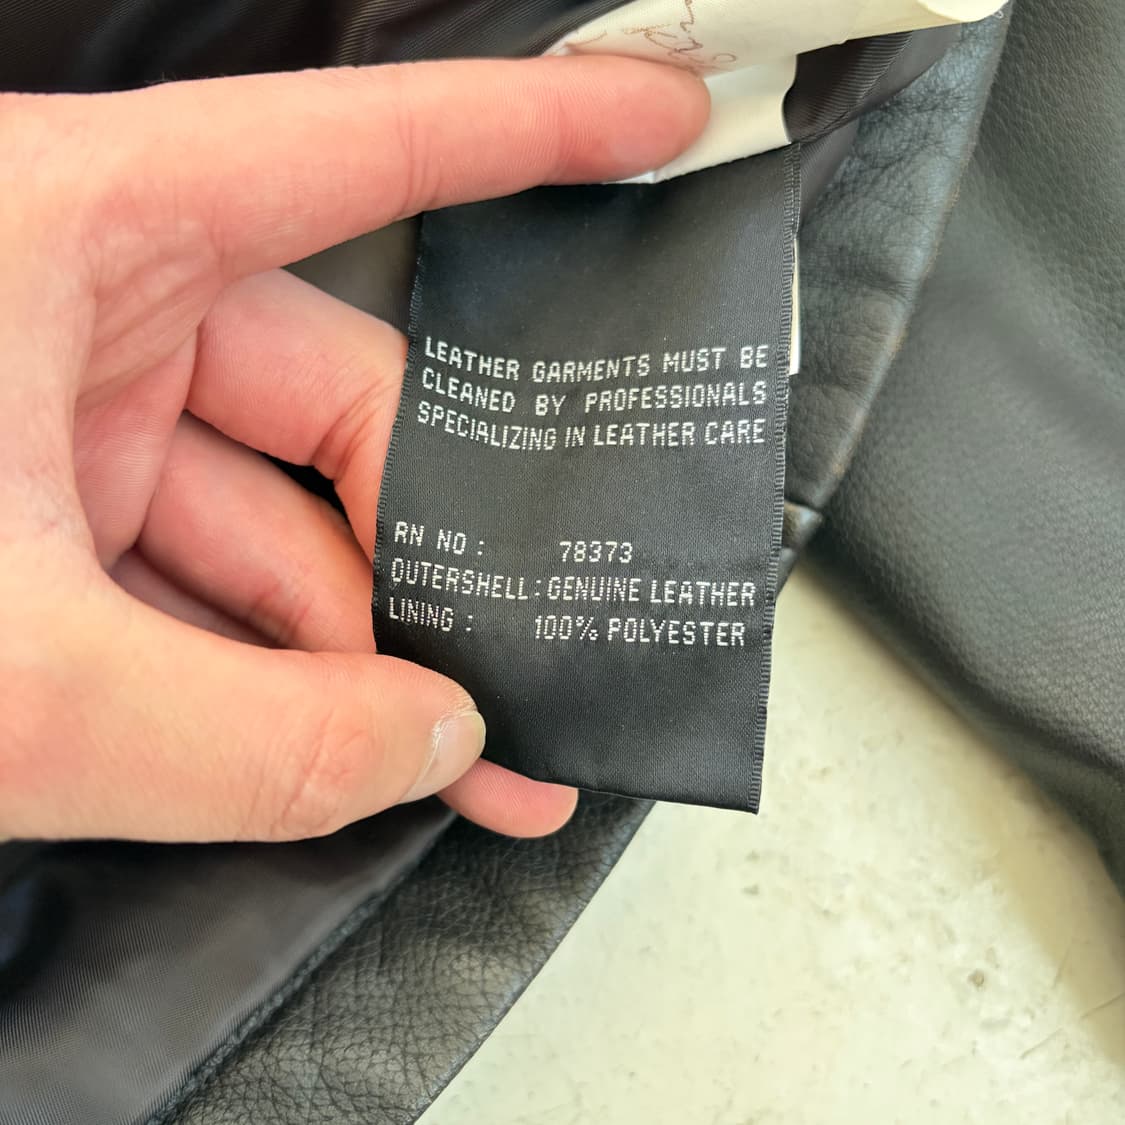 LEATHER GARMENTS MUST BE
CLEANED BY PROFESSIONALS
SPECIALIZING IN LEATHER CARE
RN NO : 78373
OUTERSHELL : GENUINE LEATHER
LINING : 100% POLYESTER